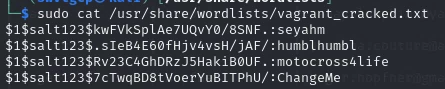 └─$ sudo cat /usr/share/wordlists/vagrant_cracked.txt
$1$salt123$kwFVkSplAe7UQvY0/8SNF.:seyahm
$1$salt123$.sIeB4E60fHjv4vsH/jAF/:humblhumbl
$1$salt123$Rv23C4GhDRzJ5HakiB0UF.:motocross4life
$1$salt123$7cTwqBD8tVoerYuBITPhU/:ChangeMe